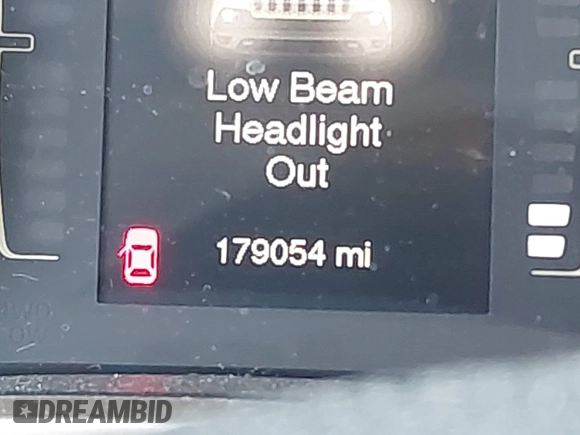 Low Beam
Headlight
Out
179054 mi
DREAMBID